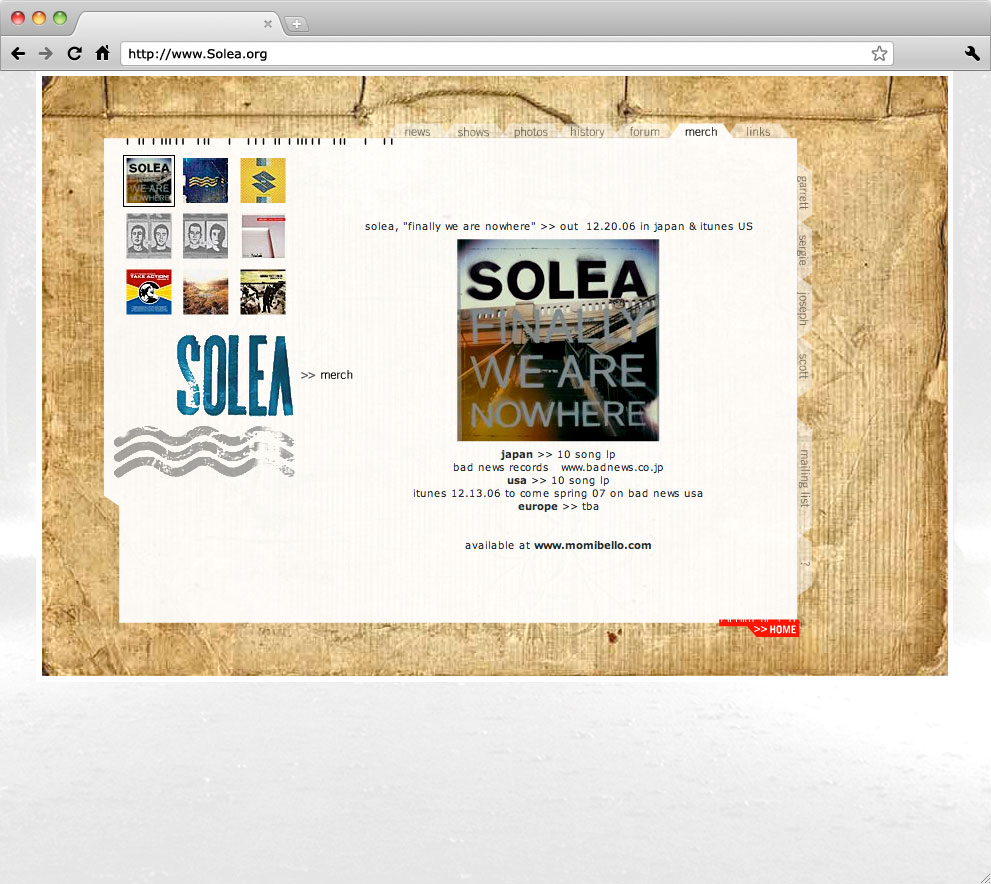 http://www.Solea.org
news shows photos history forum merch links
garrett
sergie
joseph
scott
mailing list
?
SOLEA
WE ARE
NOWHERE
TAKE ACTION!
SOLEA
>> merch
solea, "finally we are nowhere" >> out 12.20.06 in japan & itunes US
SOLEA
FINALLY
WE ARE
NOWHERE
japan >> 10 song lp
bad news records www.badnews.co.jp
usa >> 10 song lp
itunes 12.13.06 to come spring 07 on bad news usa
europe >> tba
available at www.momibello.com
>> HOME